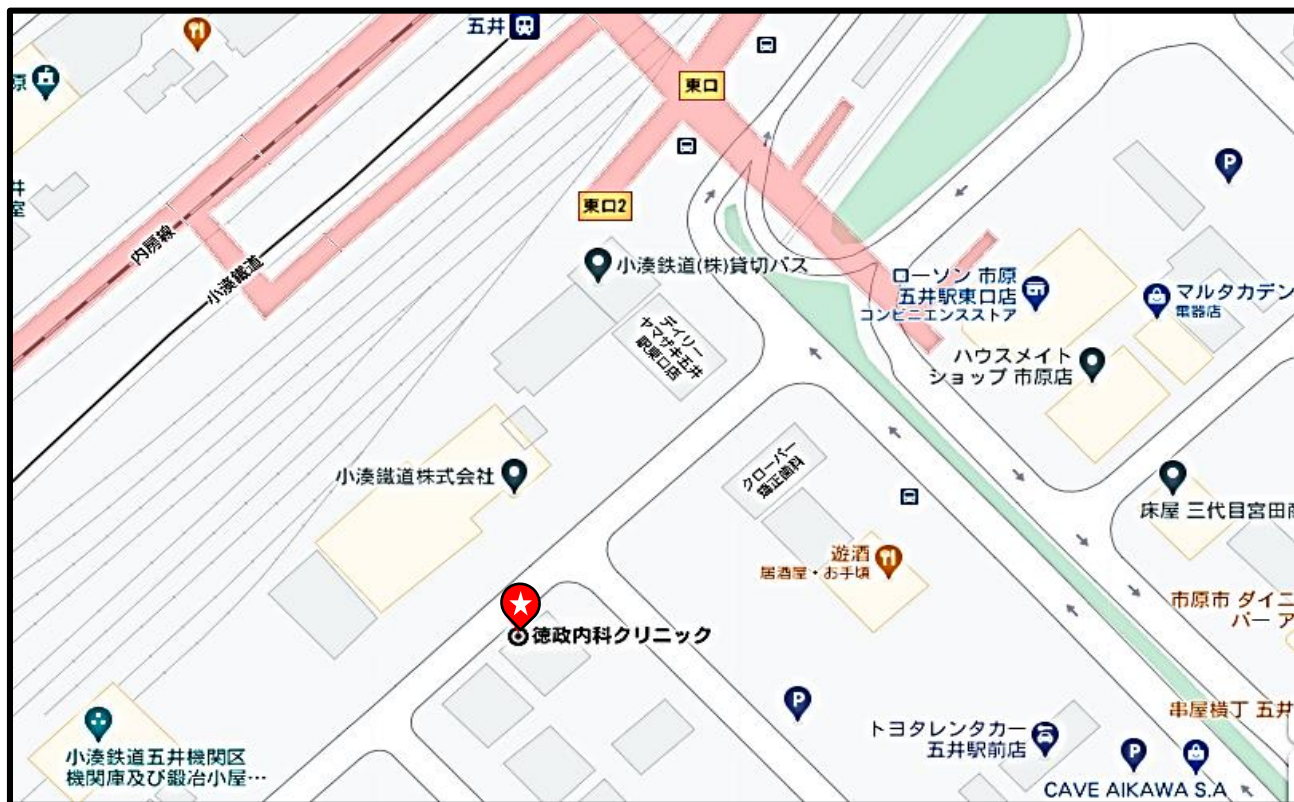 五井
原
東口
井
室
東口2
内房線
小湊鐵道
小湊鉄道(株)貸切バス
ローソン 市原
五井駅東口店
コンビニエンスストア
マルタカデン
電器店
デイリー
ヤマザキ五井
駅東口店
ハウスメイト
ショップ 市原店
小湊鐵道株式会社
クローバー
矯正歯科
床屋 三代目宮田商
遊酒
居酒屋・お手頃
市原市 ダイニ
バー ア
徳政内科クリニック
串屋横丁 五井
トヨタレンタカー
五井駅前店
小湊鉄道五井機関区
機関庫及び鍛冶小屋…
P
P
P
CAVE AIKAWA S.A